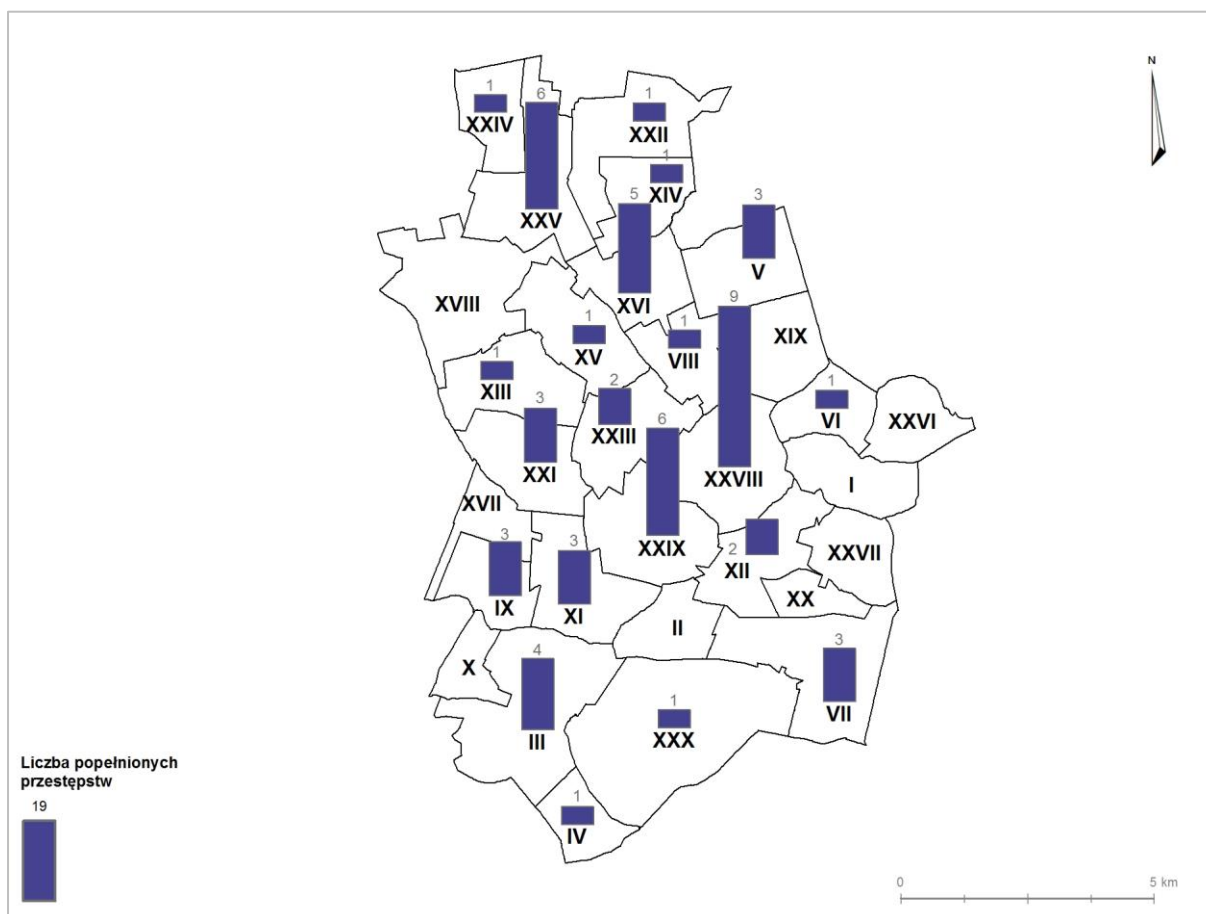 N
1
XXIV
6
XXV
1
XXII
1
XIV
5
XVI
3
V
XVIII
1
XV
1
VIII
9
XXVIII
XIX
1
XIII
3
XXI
2
XXIII
6
XXIX
1
VI
XXVI
I
XVII
3
IX
3
XI
2
XII
XXVII
XX
II
X
4
III
3
VII
1
XXX
1
IV
Liczba popełnionych
przestępstw
19
0
5 km